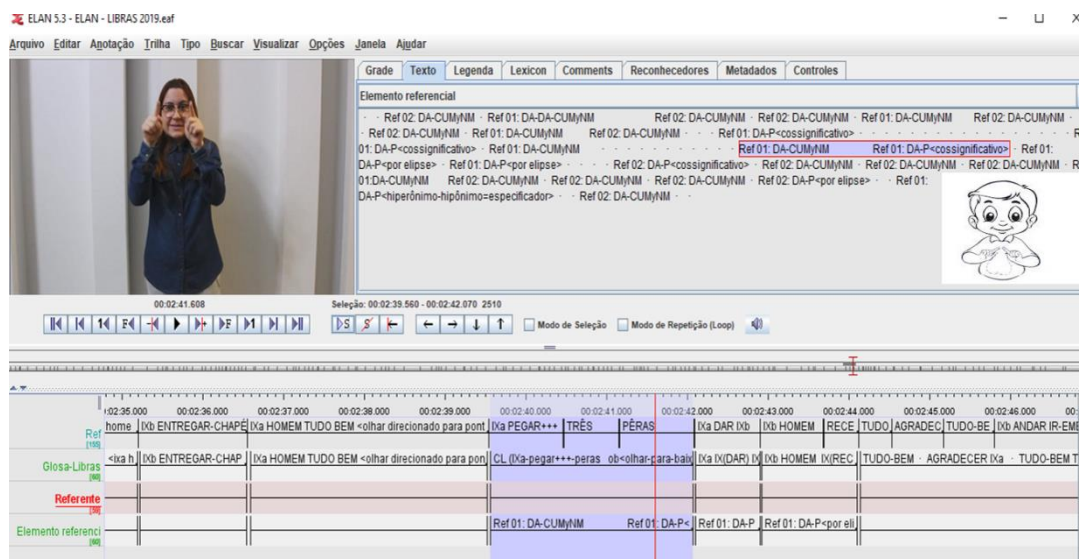 ELAN 5.3 - ELAN - LIBRAS 2019.eaf
Arquivo Editar Anotação Trilha Tipo Buscar Visualizar Opções Janela Ajudar
Grade Texto Legenda Lexicon Comments Reconhecedores Metadados Controles
Elemento referencial
· · Ref 02: DA-CUMyNM · Ref 01: DA-DA-CUMyNM Ref 02: DA-CUMyNM · Ref 02: DA-CUMyNM · Ref 01: DA-CUMyNM Ref 02: DA-CUMyNM ·
· Ref 02: DA-CUMyNM · Ref 01: DA-CUMyNM Ref 02: DA-CUMyNM · · Ref 01: DA-P<cossignificativo> · · · · · · · · · · · · R
01: DA-P<cossignificativo> · Ref 01: DA-CUMyNM · · · · · · · · · · Ref 01: DA-CUMyNM Ref 01: DA-P<cossignificativo> · Ref 01:
DA-P<por elipse> · Ref 01: DA-P<por elipse> · · · Ref 02: DA-P<cossignificativo> · Ref 02: DA-CUMyNM · Ref 02: DA-CUMyNM · Ref 02: DA-CUMyNM · R
01:DA-CUMyNM Ref 02: DA-CUMyNM · Ref 02: DA-CUMyNM · Ref 02: DA-CUMyNM · Ref 02: DA-P<por elipse> · · Ref 01:
DA-P<hiperônimo-hipônimo=especificador> · · Ref 02: DA-CUMyNM · ·
00:02:41.608 Seleção: 00:02:39.560 - 00:02:42.070 2510
Modo de Seleção Modo de Repetição (Loop)
:02:35.000 00:02:36.000 00:02:37.000 00:02:38.000 00:02:39.000 00:02:40.000 00:02:41.000 00:02:42.000 00:02:43.000 00:02:44.000 00:02:45.000 00:02:46.000 00:
Ref home IXb ENTREGAR-CHAPÉ IXa HOMEM TUDO BEM <olhar direcionado para pont IXa PEGAR+++ TRÊS PÊRAS IXa DAR IXb IXb HOMEM RECE TUDO AGRADEC TUDO-BE IXb ANDAR IR-EME
Glosa-Libras <ixa h IXb ENTREGAR-CHAP IXa HOMEM TUDO BEM <olhar direcionado para pon CL (IXa-pegar+++-peras ob<olhar-para-baix IXa IX(DAR) IX IXb HOMEM IX(REC TUDO-BEM · AGRADECER IXa · TUDO-BEM T
[60]
Referente
Elemento referenci Ref 01: DA-CUMyNM Ref 01: DA-P< Ref 01: DA-P Ref 01: DA-P<por eli
[60]